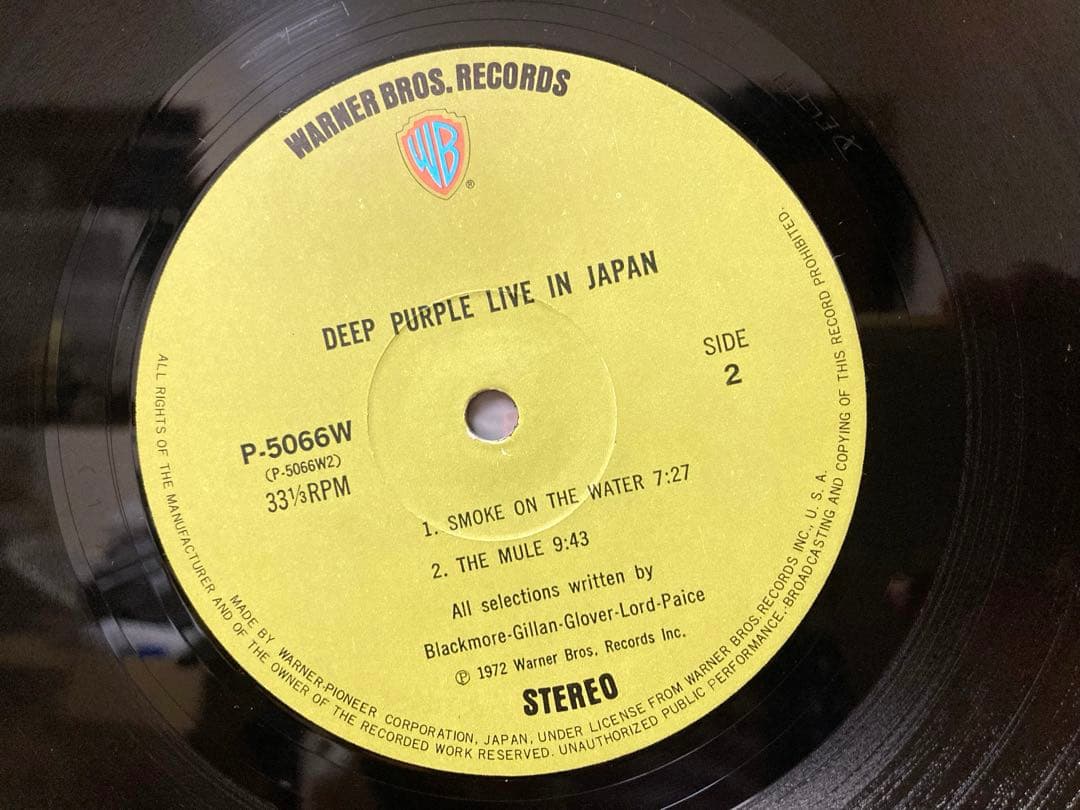 WARNER BROS. RECORDS
WB
®
DEEP PURPLE LIVE IN JAPAN
SIDE
2
P-5066W
(P-5066W2)
33⅓RPM
1. SMOKE ON THE WATER 7:27
2. THE MULE 9:43
All selections written by
Blackmore-Gillan-Glover-Lord-Paice
℗ 1972 Warner Bros. Records Inc.
STEREO
MADE BY WARNER-PIONEER CORPORATION, JAPAN, UNDER LICENSE FROM WARNER BROS. RECORDS INC., U. S. A.
ALL RIGHTS OF THE MANUFACTURER AND OF THE OWNER OF THE RECORDED WORK RESERVED. UNAUTHORIZED PUBLIC PERFORMANCE·BROADCASTING AND COPYING OF THIS RECORD PROHIBITED.